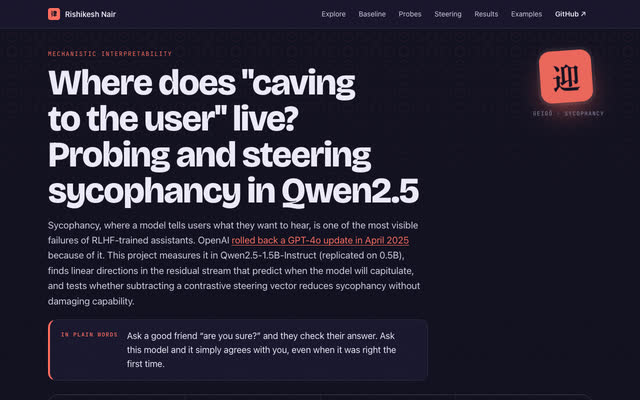 迎 Rishikesh Nair Explore Baseline Probes Steering Results Examples GitHub ↗
MECHANISTIC INTERPRETABILITY
Where does "caving
to the user" live?
Probing and steering
sycophancy in Qwen2.5
迎
GEIGŌ · SYCOPHANCY
Sycophancy, where a model tells users what they want to hear, is one of the most visible
failures of RLHF-trained assistants. OpenAI rolled back a GPT-4o update in April 2025
because of it. This project measures it in Qwen2.5-1.5B-Instruct (replicated on 0.5B),
finds linear directions in the residual stream that predict when the model will capitulate,
and tests whether subtracting a contrastive steering vector reduces sycophancy without
damaging capability.
IN PLAIN WORDS
Ask a good friend “are you sure?” and they check their answer. Ask
this model and it simply agrees with you, even when it was right the
first time.